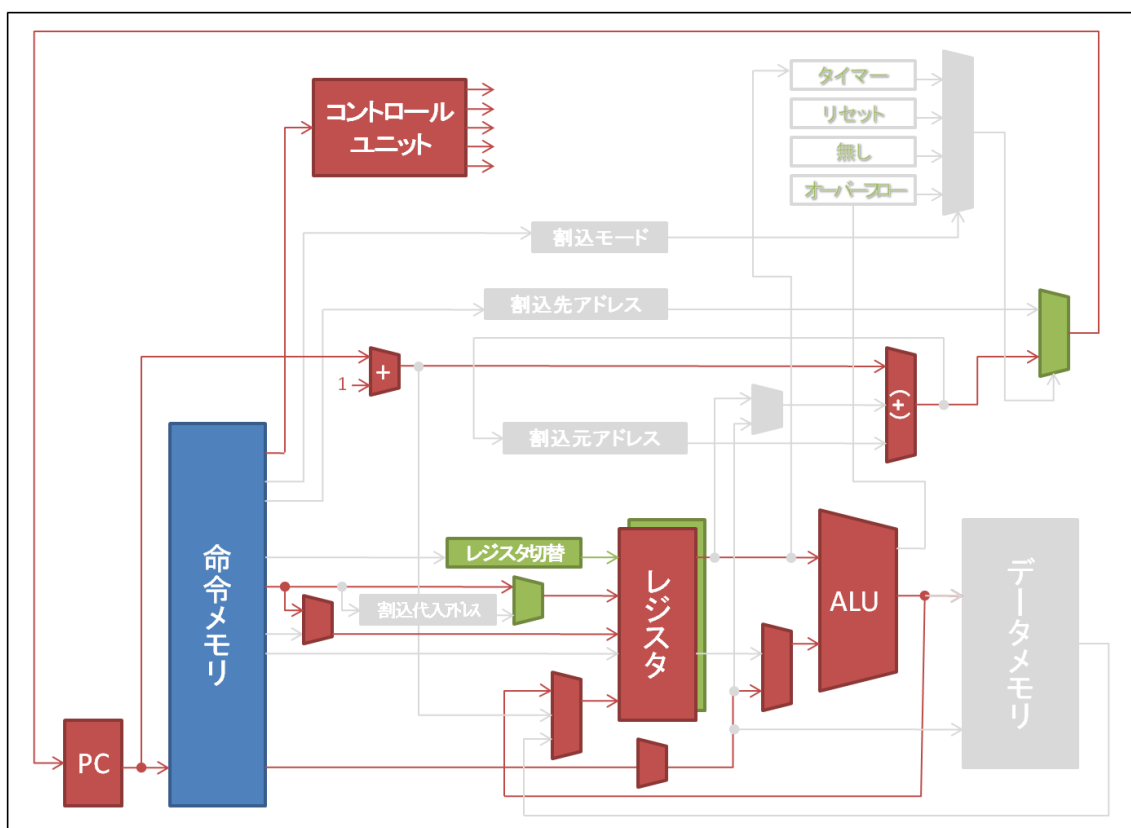 コントロール
ユニット
タイマー
リセット
無し
オーバーフロー
割込モード
割込先アドレス
+
1
(+)
割込元アドレス
命令メモリ
レジスタ切替
割込代入アドレス
レジスタ
ALU
データメモリ
PC